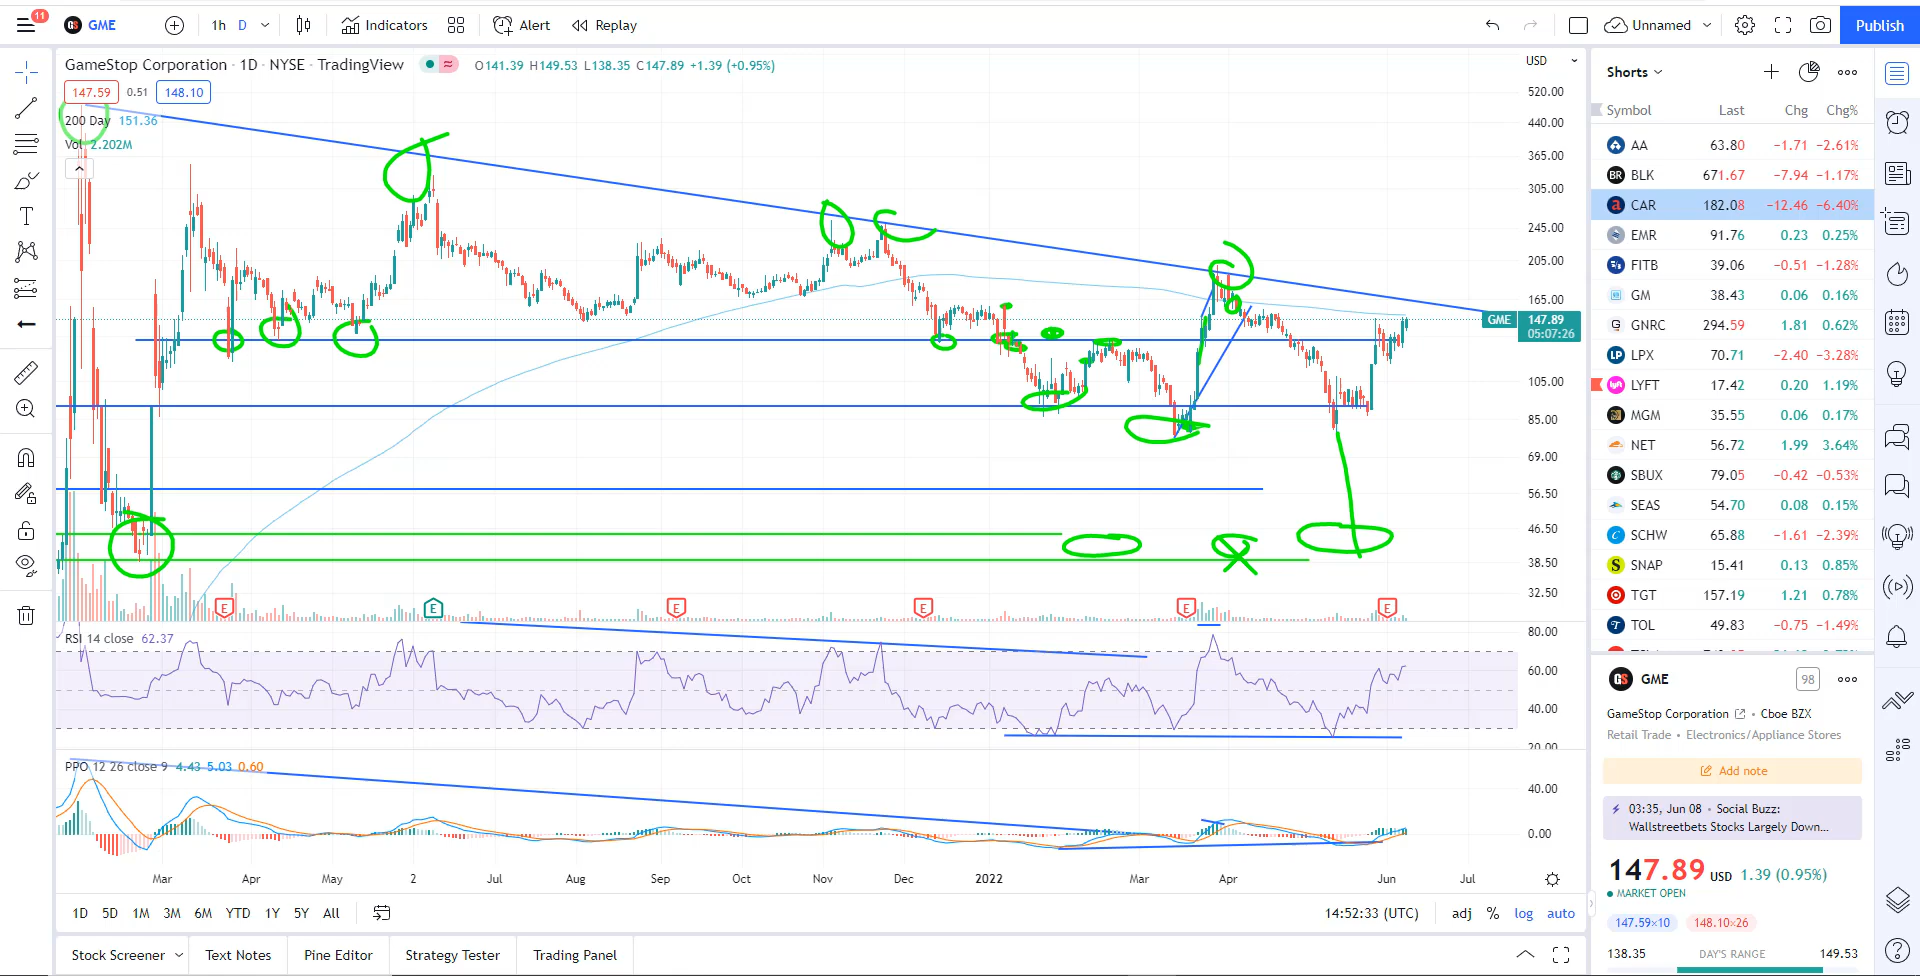 11
GME
1h D
Indicators
Alert
Replay
Unnamed
Publish
GameStop Corporation · 1D · NYSE · TradingView
O141.39 H149.53 L138.35 C147.89 +1.39 (+0.95%)
147.59 0.51 148.10
200 Day 151.36
Vol 2.202M
USD
520.00
440.00
365.00
305.00
245.00
205.00
165.00
GME 147.89
05:07:26
105.00
85.00
69.00
56.50
46.50
38.50
32.50
E E E E E E
RSI 14 close 62.37
80.00
60.00
40.00
20.00
PPO 12 26 close 9 4.43 5.03 0.60
40.00
0.00
Mar Apr May 2 Jul Aug Sep Oct Nov Dec 2022 Mar Apr Jun Jul
1D 5D 1M 3M 6M YTD 1Y 5Y All
14:52:33 (UTC) adj % log auto
Stock Screener Text Notes Pine Editor Strategy Tester Trading Panel
Shorts
Symbol Last Chg Chg%
AA 63.80 −1.71 −2.61%
BLK 671.67 −7.94 −1.17%
CAR 182.08 −12.46 −6.40%
EMR 91.76 0.23 0.25%
FITB 39.06 −0.51 −1.28%
GM 38.43 0.06 0.16%
GNRC 294.59 1.81 0.62%
LPX 70.71 −2.40 −3.28%
LYFT 17.42 0.20 1.19%
MGM 35.55 0.06 0.17%
NET 56.72 1.99 3.64%
SBUX 79.05 −0.42 −0.53%
SEAS 54.70 0.08 0.15%
SCHW 65.88 −1.61 −2.39%
SNAP 15.41 0.13 0.85%
TGT 157.19 1.21 0.78%
TOL 49.83 −0.75 −1.49%
GME 98
GameStop Corporation • Cboe BZX
Retail Trade • Electronics/Appliance Stores
Add note
03:35, Jun 08 • Social Buzz:
Wallstreetbets Stocks Largely Down...
147.89 USD 1.39 (0.95%)
MARKET OPEN
147.59×10 148.10×26
138.35 DAY'S RANGE 149.53